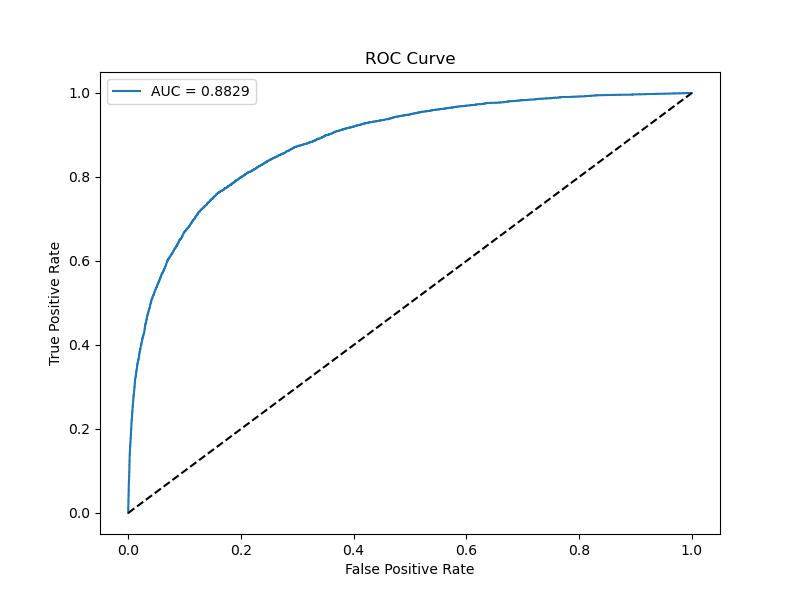 ROC Curve
AUC = 0.8829
True Positive Rate
1.0
0.8
0.6
0.4
0.2
0.0
0.0 0.2 0.4 0.6 0.8 1.0
False Positive Rate